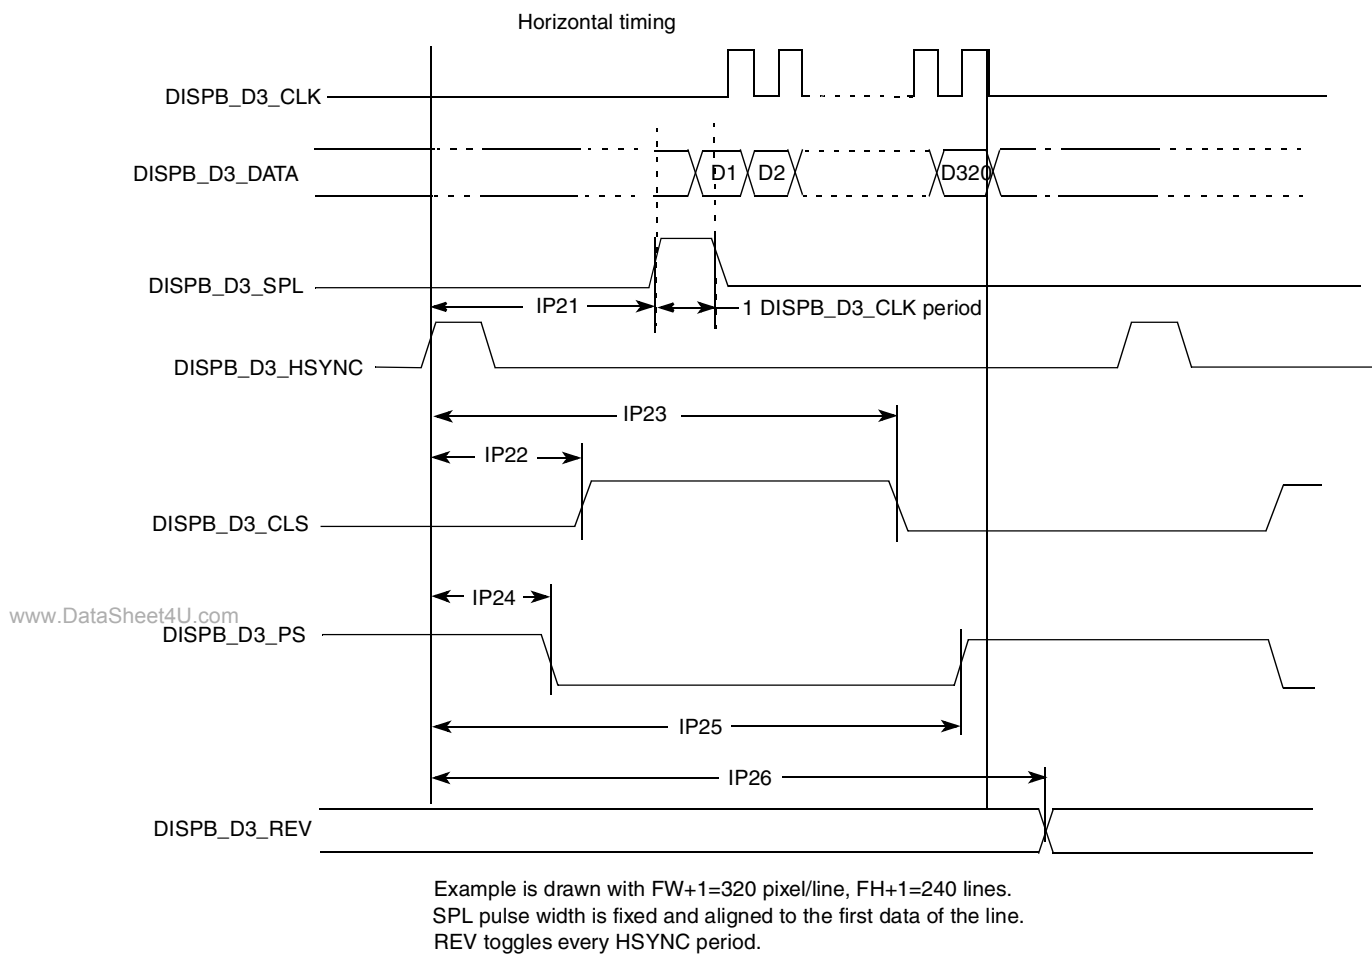 Horizontal timing
DISPB_D3_CLK
DISPB_D3_DATA
D1
D2
D320
DISPB_D3_SPL
IP21
1 DISPB_D3_CLK period
DISPB_D3_HSYNC
IP23
IP22
DISPB_D3_CLS
IP24
www.DataSheet4U.com
DISPB_D3_PS
IP25
IP26
DISPB_D3_REV
Example is drawn with FW+1=320 pixel/line, FH+1=240 lines.
SPL pulse width is fixed and aligned to the first data of the line.
REV toggles every HSYNC period.